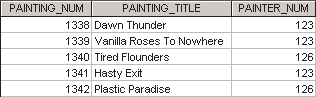 PAINTING_NUM PAINTING_TITLE PAINTER_NUM
1338 Dawn Thunder 123
1339 Vanilla Roses To Nowhere 123
1340 Tired Flounders 126
1341 Hasty Exit 123
1342 Plastic Paradise 126